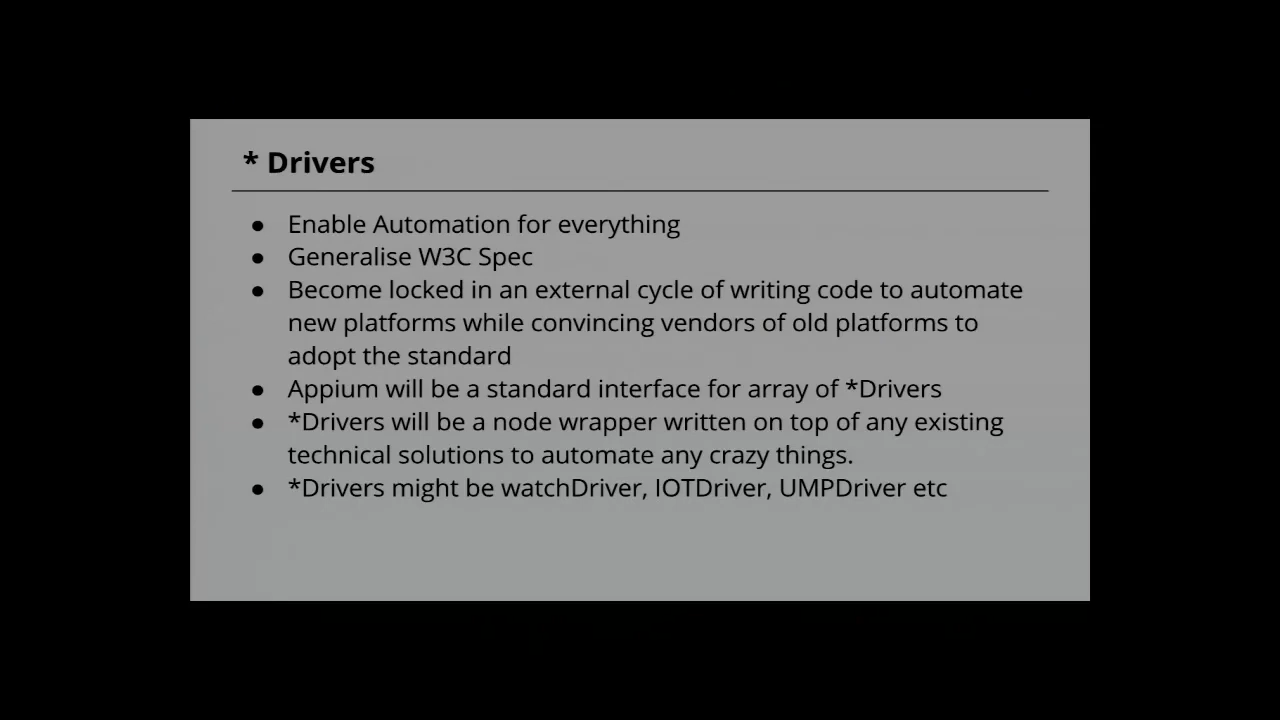 * Drivers
● Enable Automation for everything
● Generalise W3C Spec
● Become locked in an external cycle of writing code to automate
new platforms while convincing vendors of old platforms to
adopt the standard
● Appium will be a standard interface for array of *Drivers
● *Drivers will be a node wrapper written on top of any existing
technical solutions to automate any crazy things.
● *Drivers might be watchDriver, IOTDriver, UMPDriver etc